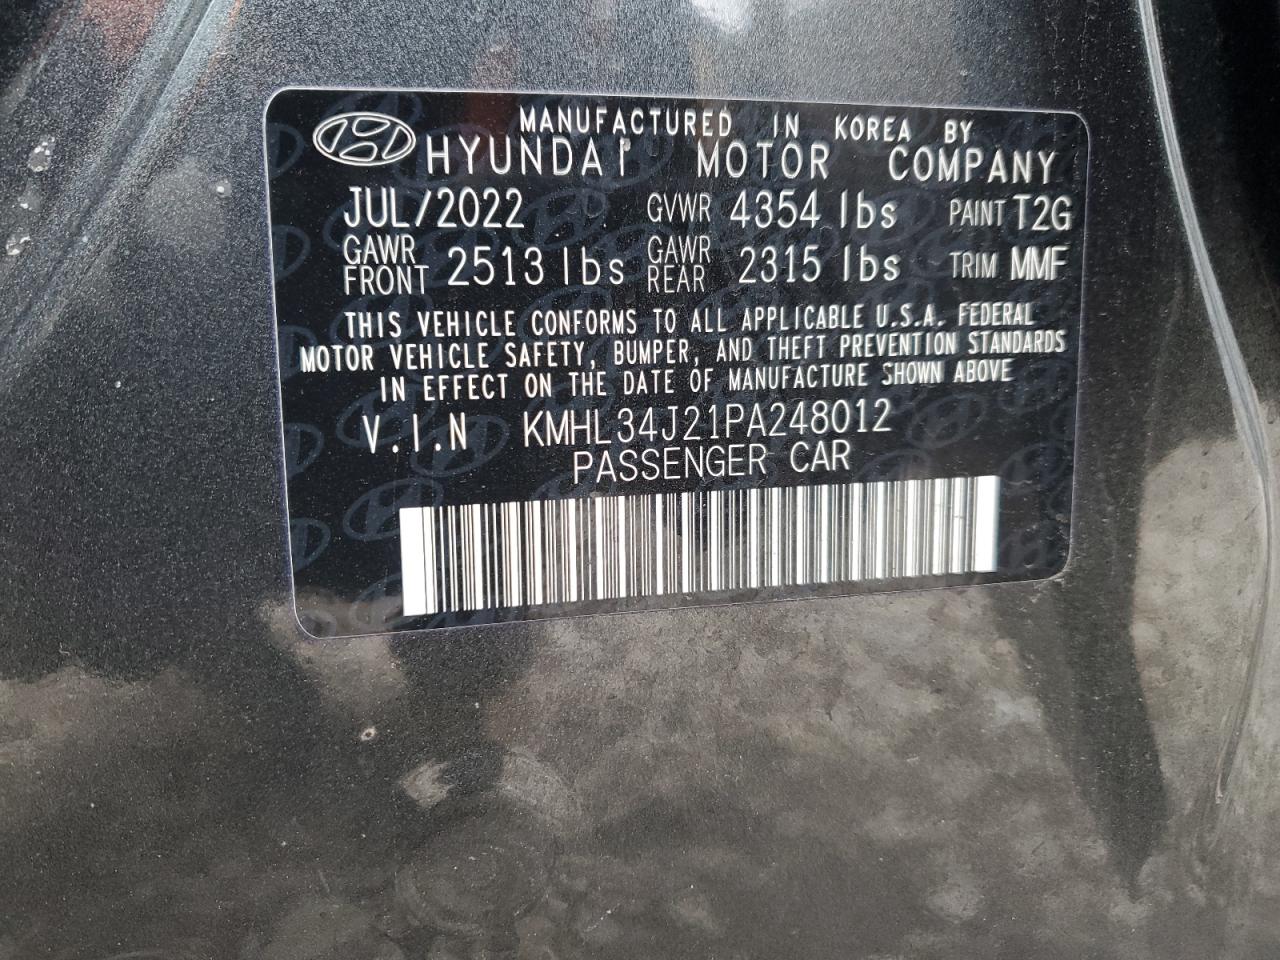 MANUFACTURED IN KOREA BY
HYUNDAI MOTOR COMPANY
JUL/2022 GVWR 4354 lbs PAINT T2G
GAWR FRONT 2513 lbs GAWR REAR 2315 lbs TRIM MMF
THIS VEHICLE CONFORMS TO ALL APPLICABLE U.S.A. FEDERAL
MOTOR VEHICLE SAFETY, BUMPER, AND THEFT PREVENTION STANDARDS
IN EFFECT ON THE DATE OF MANUFACTURE SHOWN ABOVE
V.I.N KMHL34J21PA248012
PASSENGER CAR